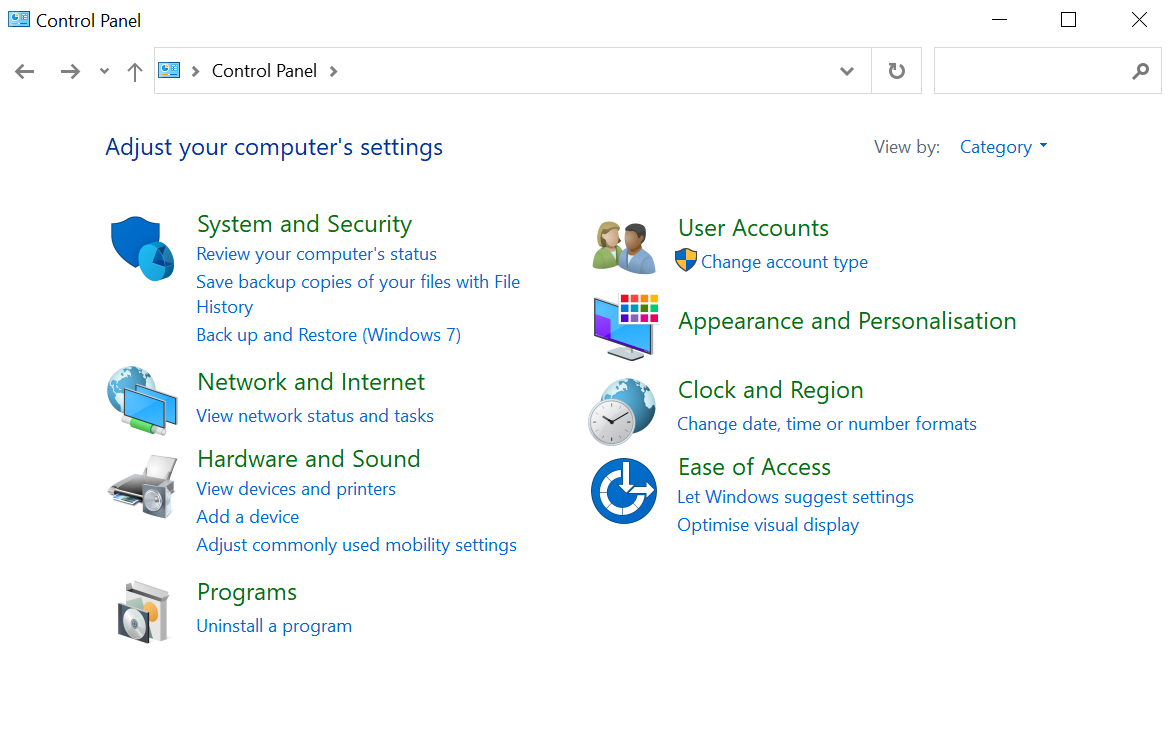 Control Panel
Control Panel
Adjust your computer's settings
View by: Category
System and Security
Review your computer's status
Save backup copies of your files with File
History
Back up and Restore (Windows 7)
Network and Internet
View network status and tasks
Hardware and Sound
View devices and printers
Add a device
Adjust commonly used mobility settings
Programs
Uninstall a program
User Accounts
Change account type
Appearance and Personalisation
Clock and Region
Change date, time or number formats
Ease of Access
Let Windows suggest settings
Optimise visual display